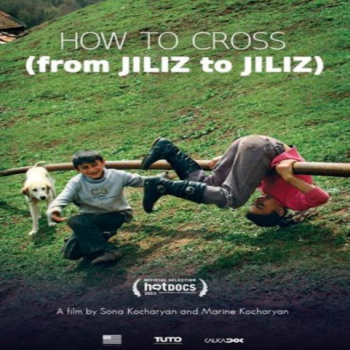 HOW TO CROSS
(from JILIZ to JILIZ)
OFFICIAL SELECTION
HOTDOCS
A film by Sona Kocharyan and Marine Kocharyan
TUTO
CAUCADOC